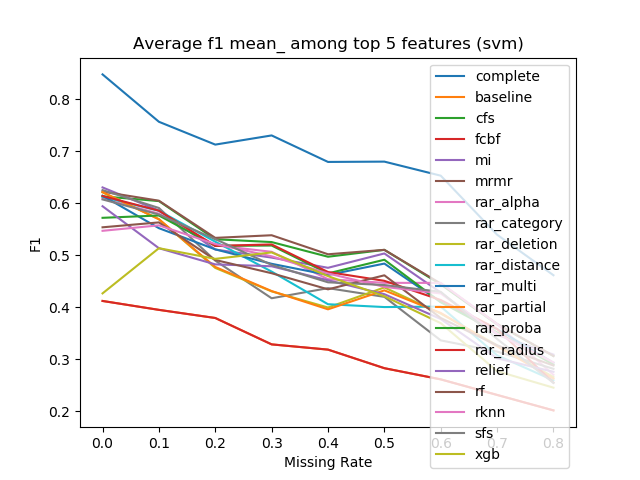 Average f1 mean_ among top 5 features (svm)
F1
0.8
0.7
0.6
0.5
0.4
0.3
0.2
complete
baseline
cfs
fcbf
mi
mrmr
rar_alpha
rar_category
rar_deletion
rar_distance
rar_multi
rar_partial
rar_proba
rar_radius
relief
rf
rknn
sfs
xgb
0.0 0.1 0.2 0.3 0.4 0.5 0.6 0.7 0.8
Missing Rate